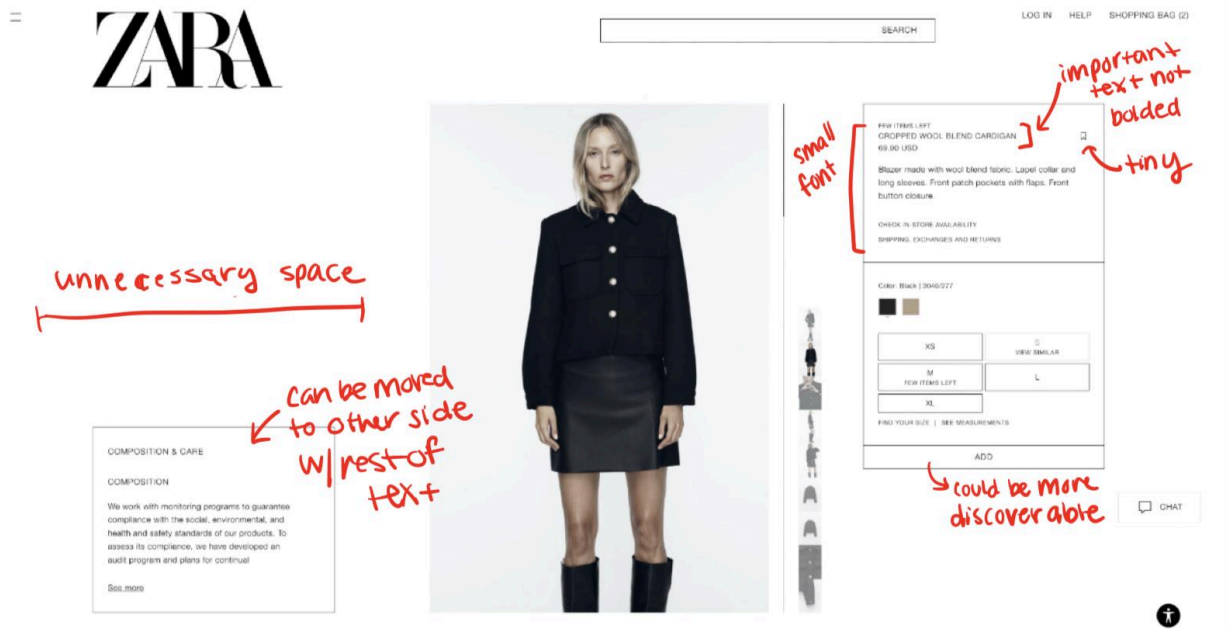 ZARA
SEARCH
LOG IN HELP SHOPPING BAG (2)
important
text not
bolded
small
font
FEW ITEMS LEFT
CROPPED WOOL BLEND CARDIGAN
69.90 USD
tiny
Blazer made with wool blend fabric. Lapel collar and
long sleeves. Front patch pockets with flaps. Front
button closure.
CHECK IN-STORE AVAILABILITY
SHIPPING, EXCHANGES AND RETURNS
unnecessary space
Color: Black | 3046/277
XS
S
VIEW SIMILAR
M
FEW ITEMS LEFT
L
XL
FIND YOUR SIZE | SEE MEASUREMENTS
ADD
could be more
discoverable
CHAT
can be moved
to other side
w/ rest of
text
COMPOSITION & CARE
COMPOSITION
We work with monitoring programs to guarantee
compliance with the social, environmental, and
health and safety standards of our products. To
assess its compliance, we have developed an
audit program and plans for continual
See more